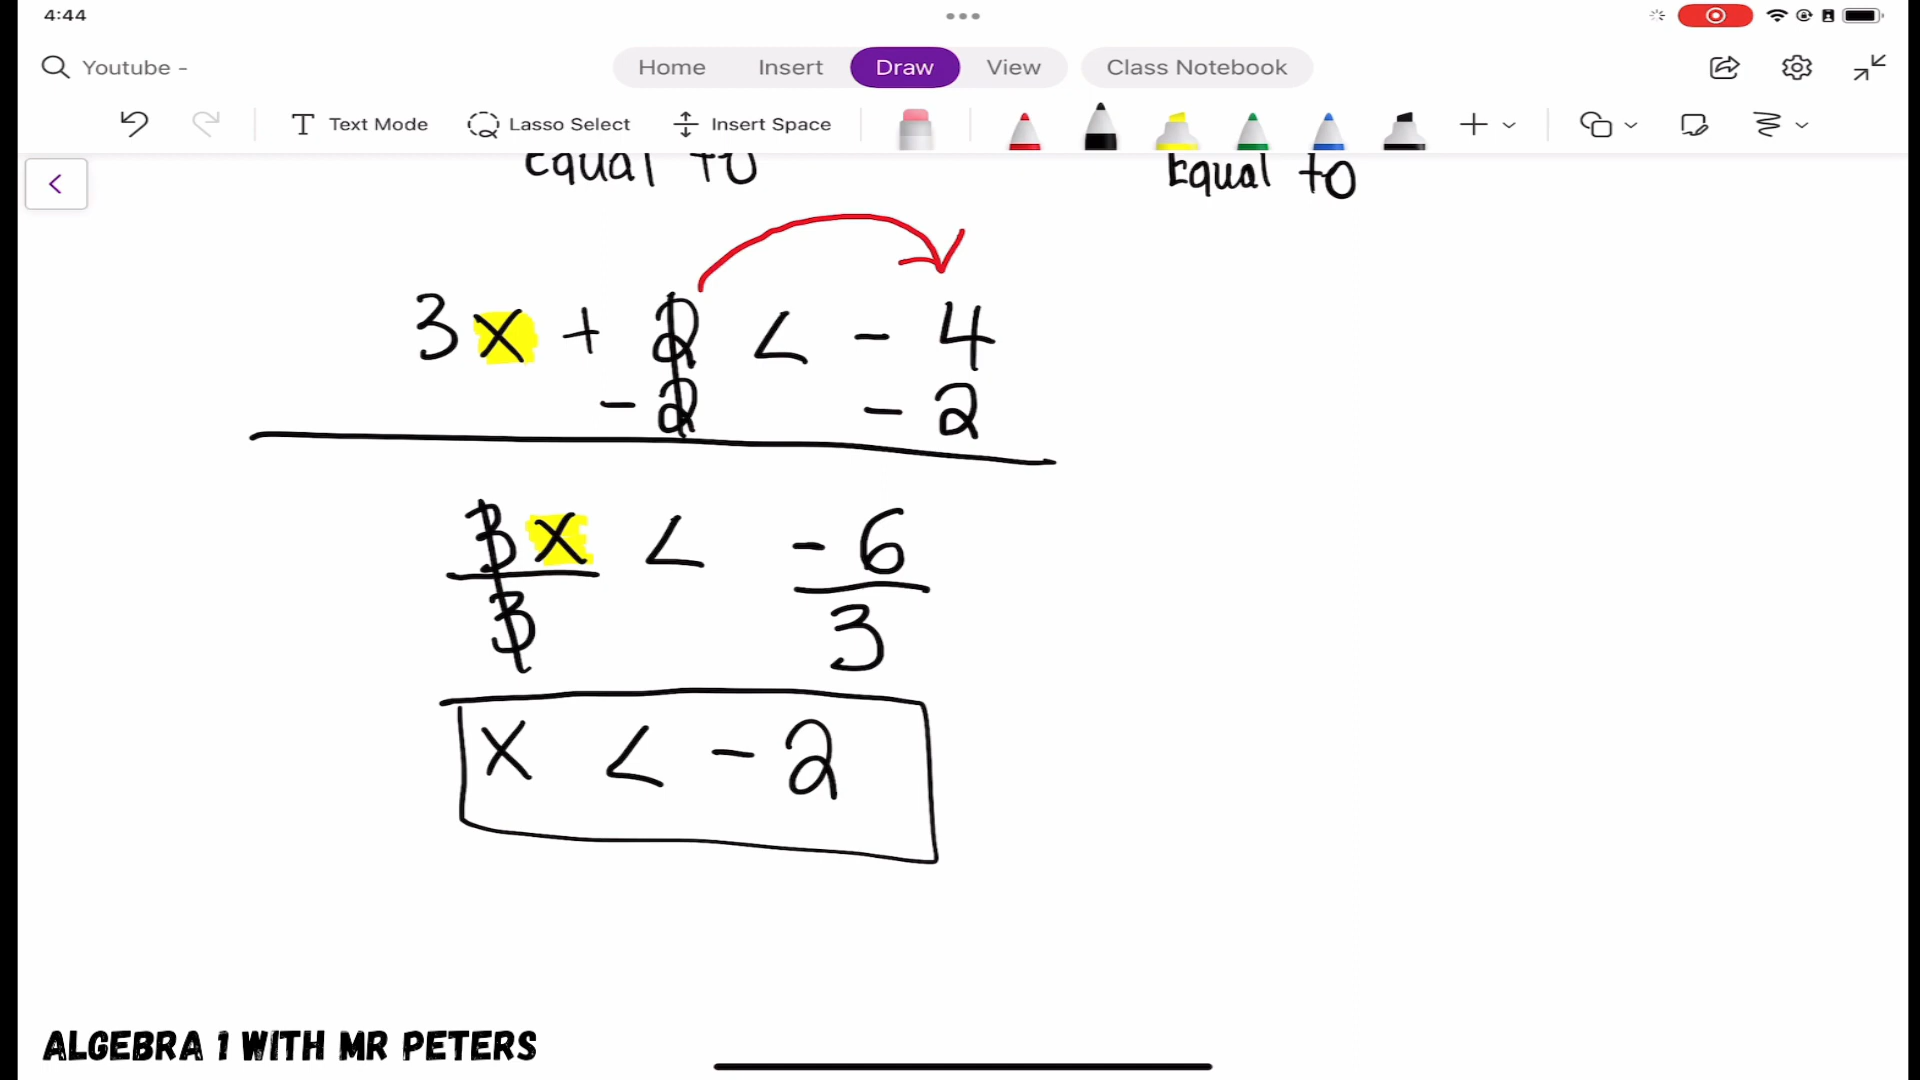 4:44
Youtube -
Home Insert Draw View Class Notebook
Text Mode Lasso Select Insert Space
Equal to Equal to
3x + 2 < - 4
- 2 - 2
3x < - 6
3 3
x < - 2
ALGEBRA 1 WITH MR PETERS